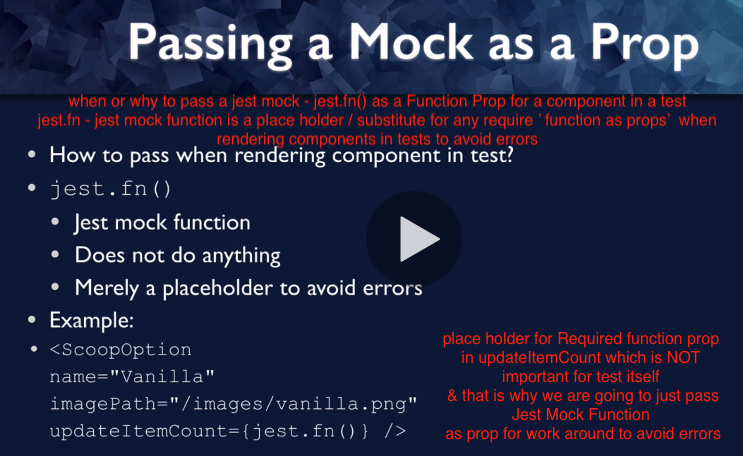 Passing a Mock as a Prop
when or why to pass a jest mock - jest.fn() as a Function Prop for a component in a test
jest.fn - jest mock function is a place holder / substitute for any require ' function as props'  when
rendering components in tests to avoid errors
• How to pass when rendering component in test?
• jest.fn()
• Jest mock function
• Does not do anything
• Merely a placeholder to avoid errors
• Example:
• <ScoopOption
name="Vanilla"
imagePath="/images/vanilla.png"
updateItemCount={jest.fn()} />
place holder for Required function prop
in updateItemCount which is NOT
important for test itself
& that is why we are going to just pass
Jest Mock Function
as prop for work around to avoid errors